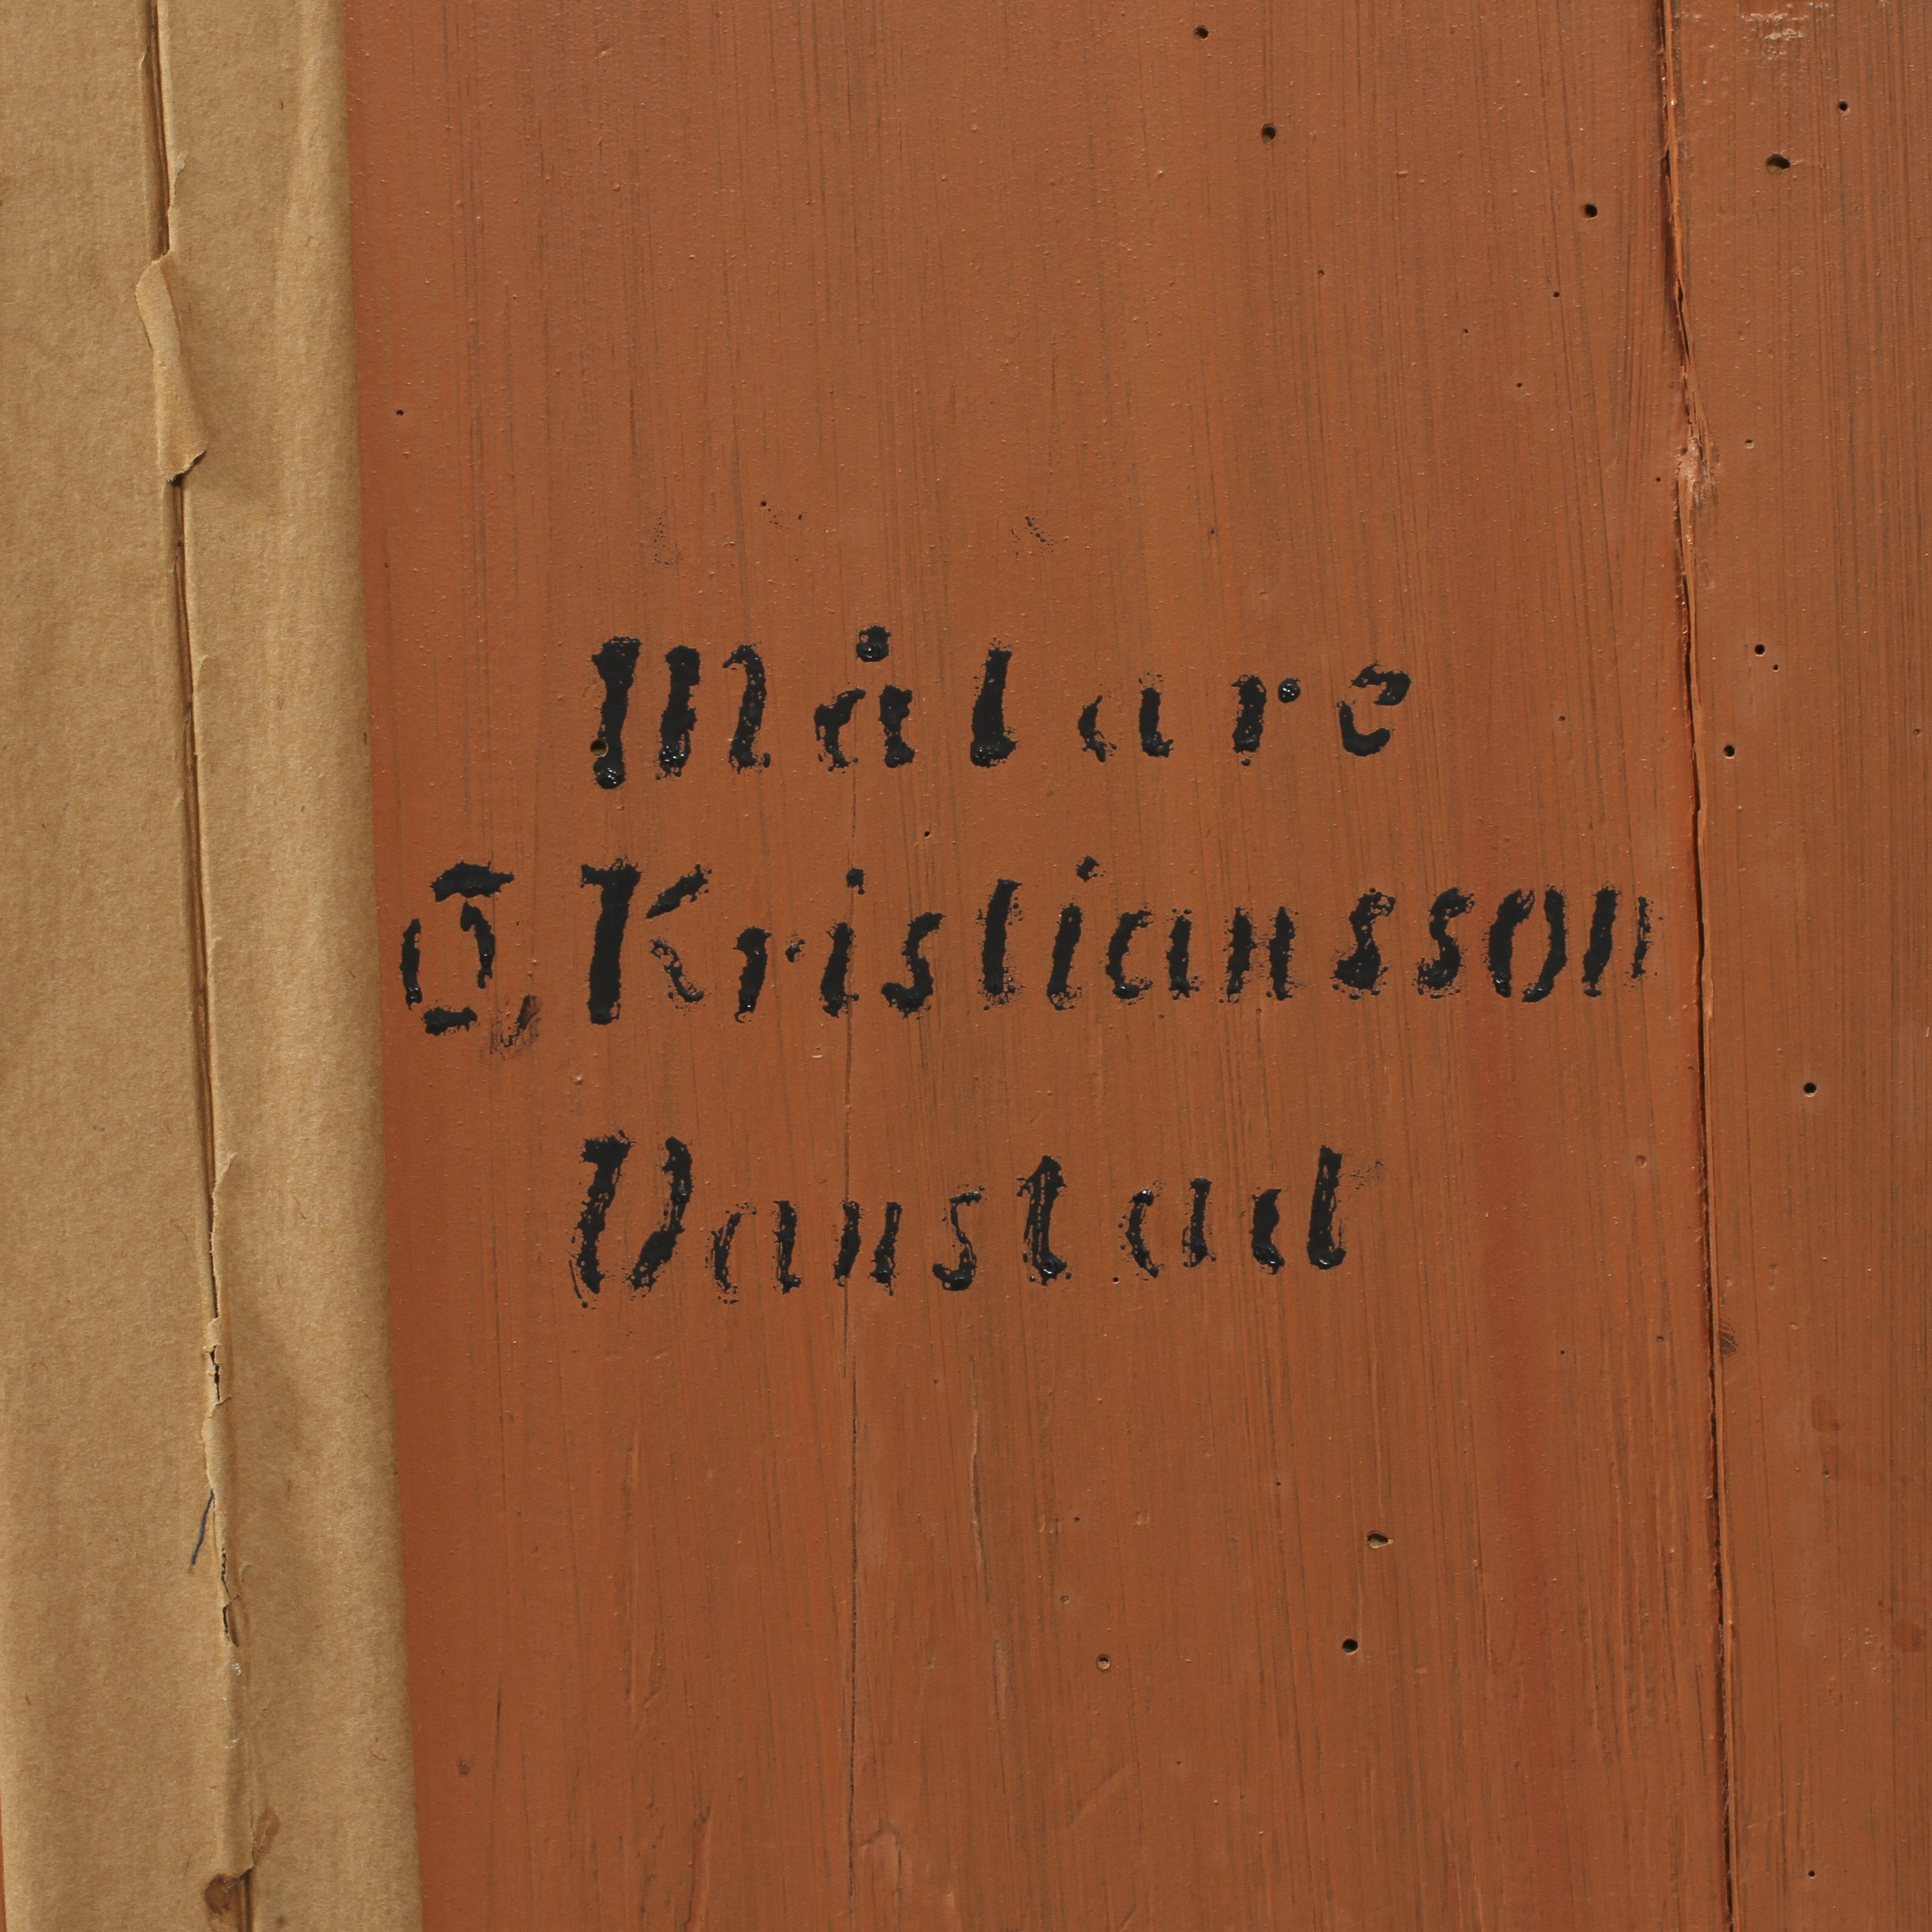 Målare
O, Kristiansson
Vanstad